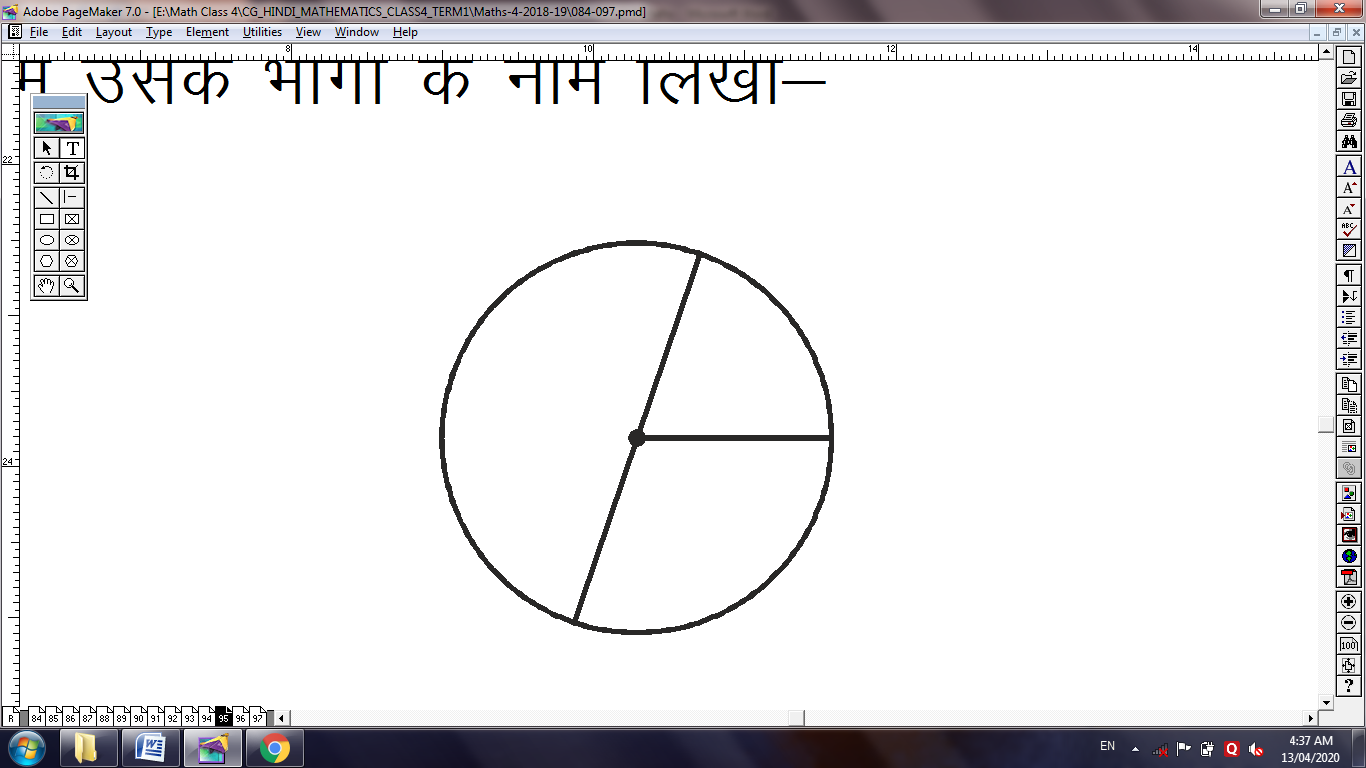 Adobe PageMaker 7.0 - [E:\Math Class 4\CG_HINDI_MATHEMATICS_CLASS4_TERM1\Maths-4-2018-19\084-097.pmd]
File Edit Layout Type Element Utilities View Window Help
8 10 12 14
में उसके भागों के नाम लिखो—
T
22
24
A
A
A
ABC
100
?
R 84 85 86 87 88 89 90 91 92 93 94 95 96 97
EN
4:37 AM
13/04/2020